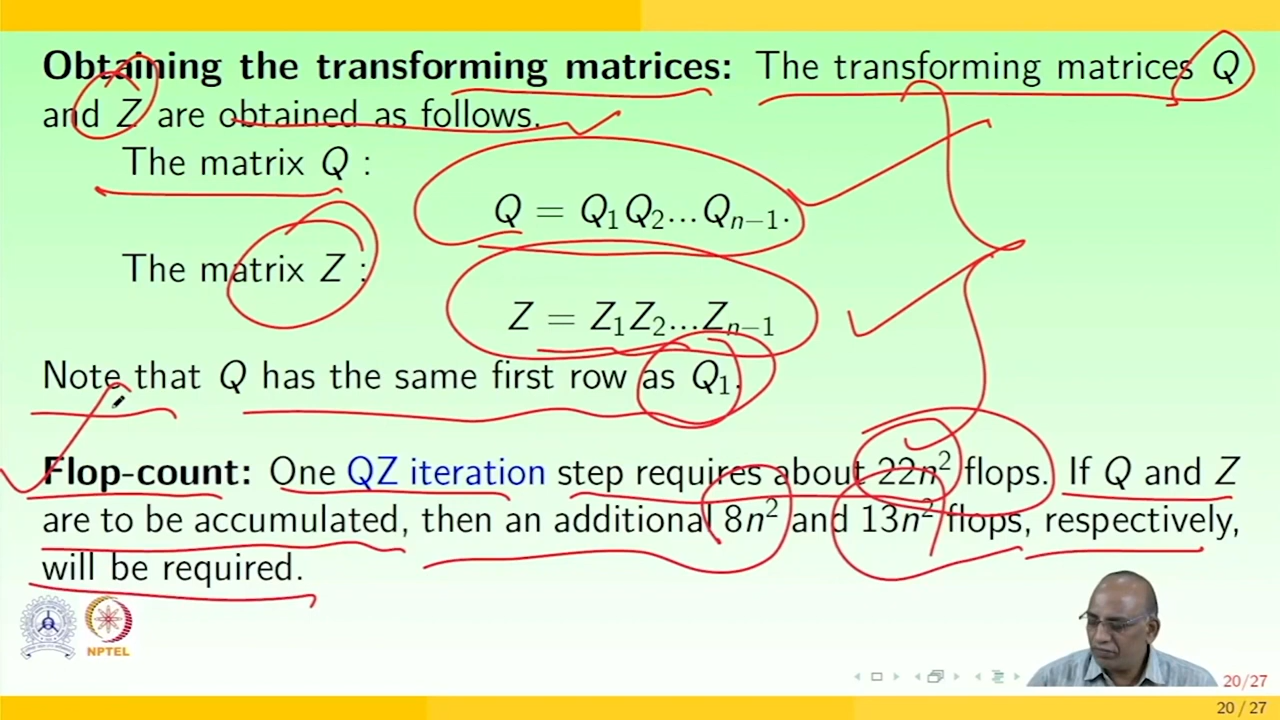 Obtaining the transforming matrices: The transforming matrices Q
and Z are obtained as follows.
The matrix Q :
Q = Q₁Q₂...Qₙ₋₁.
The matrix Z :
Z = Z₁Z₂...Zₙ₋₁
Note that Q has the same first row as Q₁.
Flop-count: One QZ iteration step requires about 22n² flops. If Q and Z
are to be accumulated, then an additional 8n² and 13n² flops, respectively,
will be required.
NPTEL
20/27
20 / 27